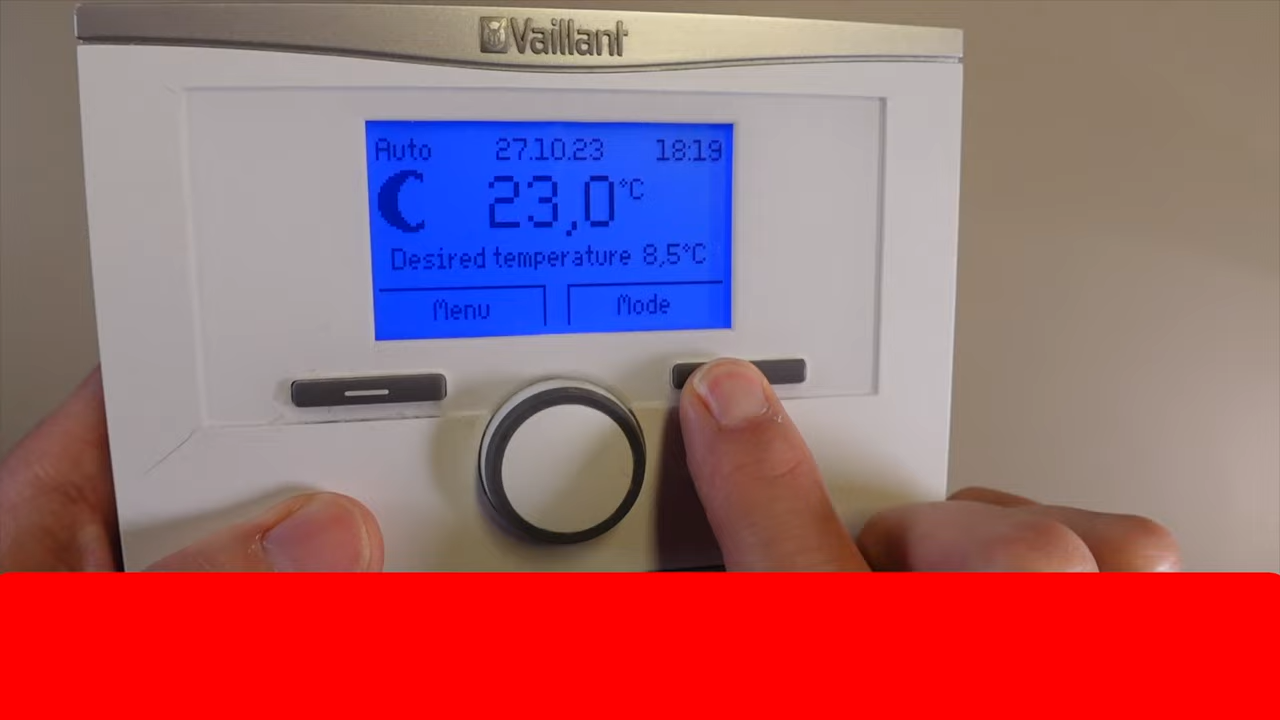 Vaillant
Auto 27.10.23 18:19
23,0°C
Desired temperature 8,5°C
Menu Mode